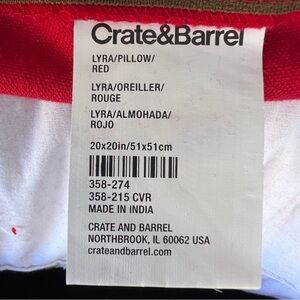 Crate&Barrel
LYRA/PILLOW/
RED
LYRA/OREILLER/
ROUGE
LYRA/ALMOHADA/
ROJO
20x20in/51x51cm
358-274
358-215 CVR
MADE IN INDIA
CRATE AND BARREL
NORTHBROOK, IL 60062 USA
crateandbarrel.com